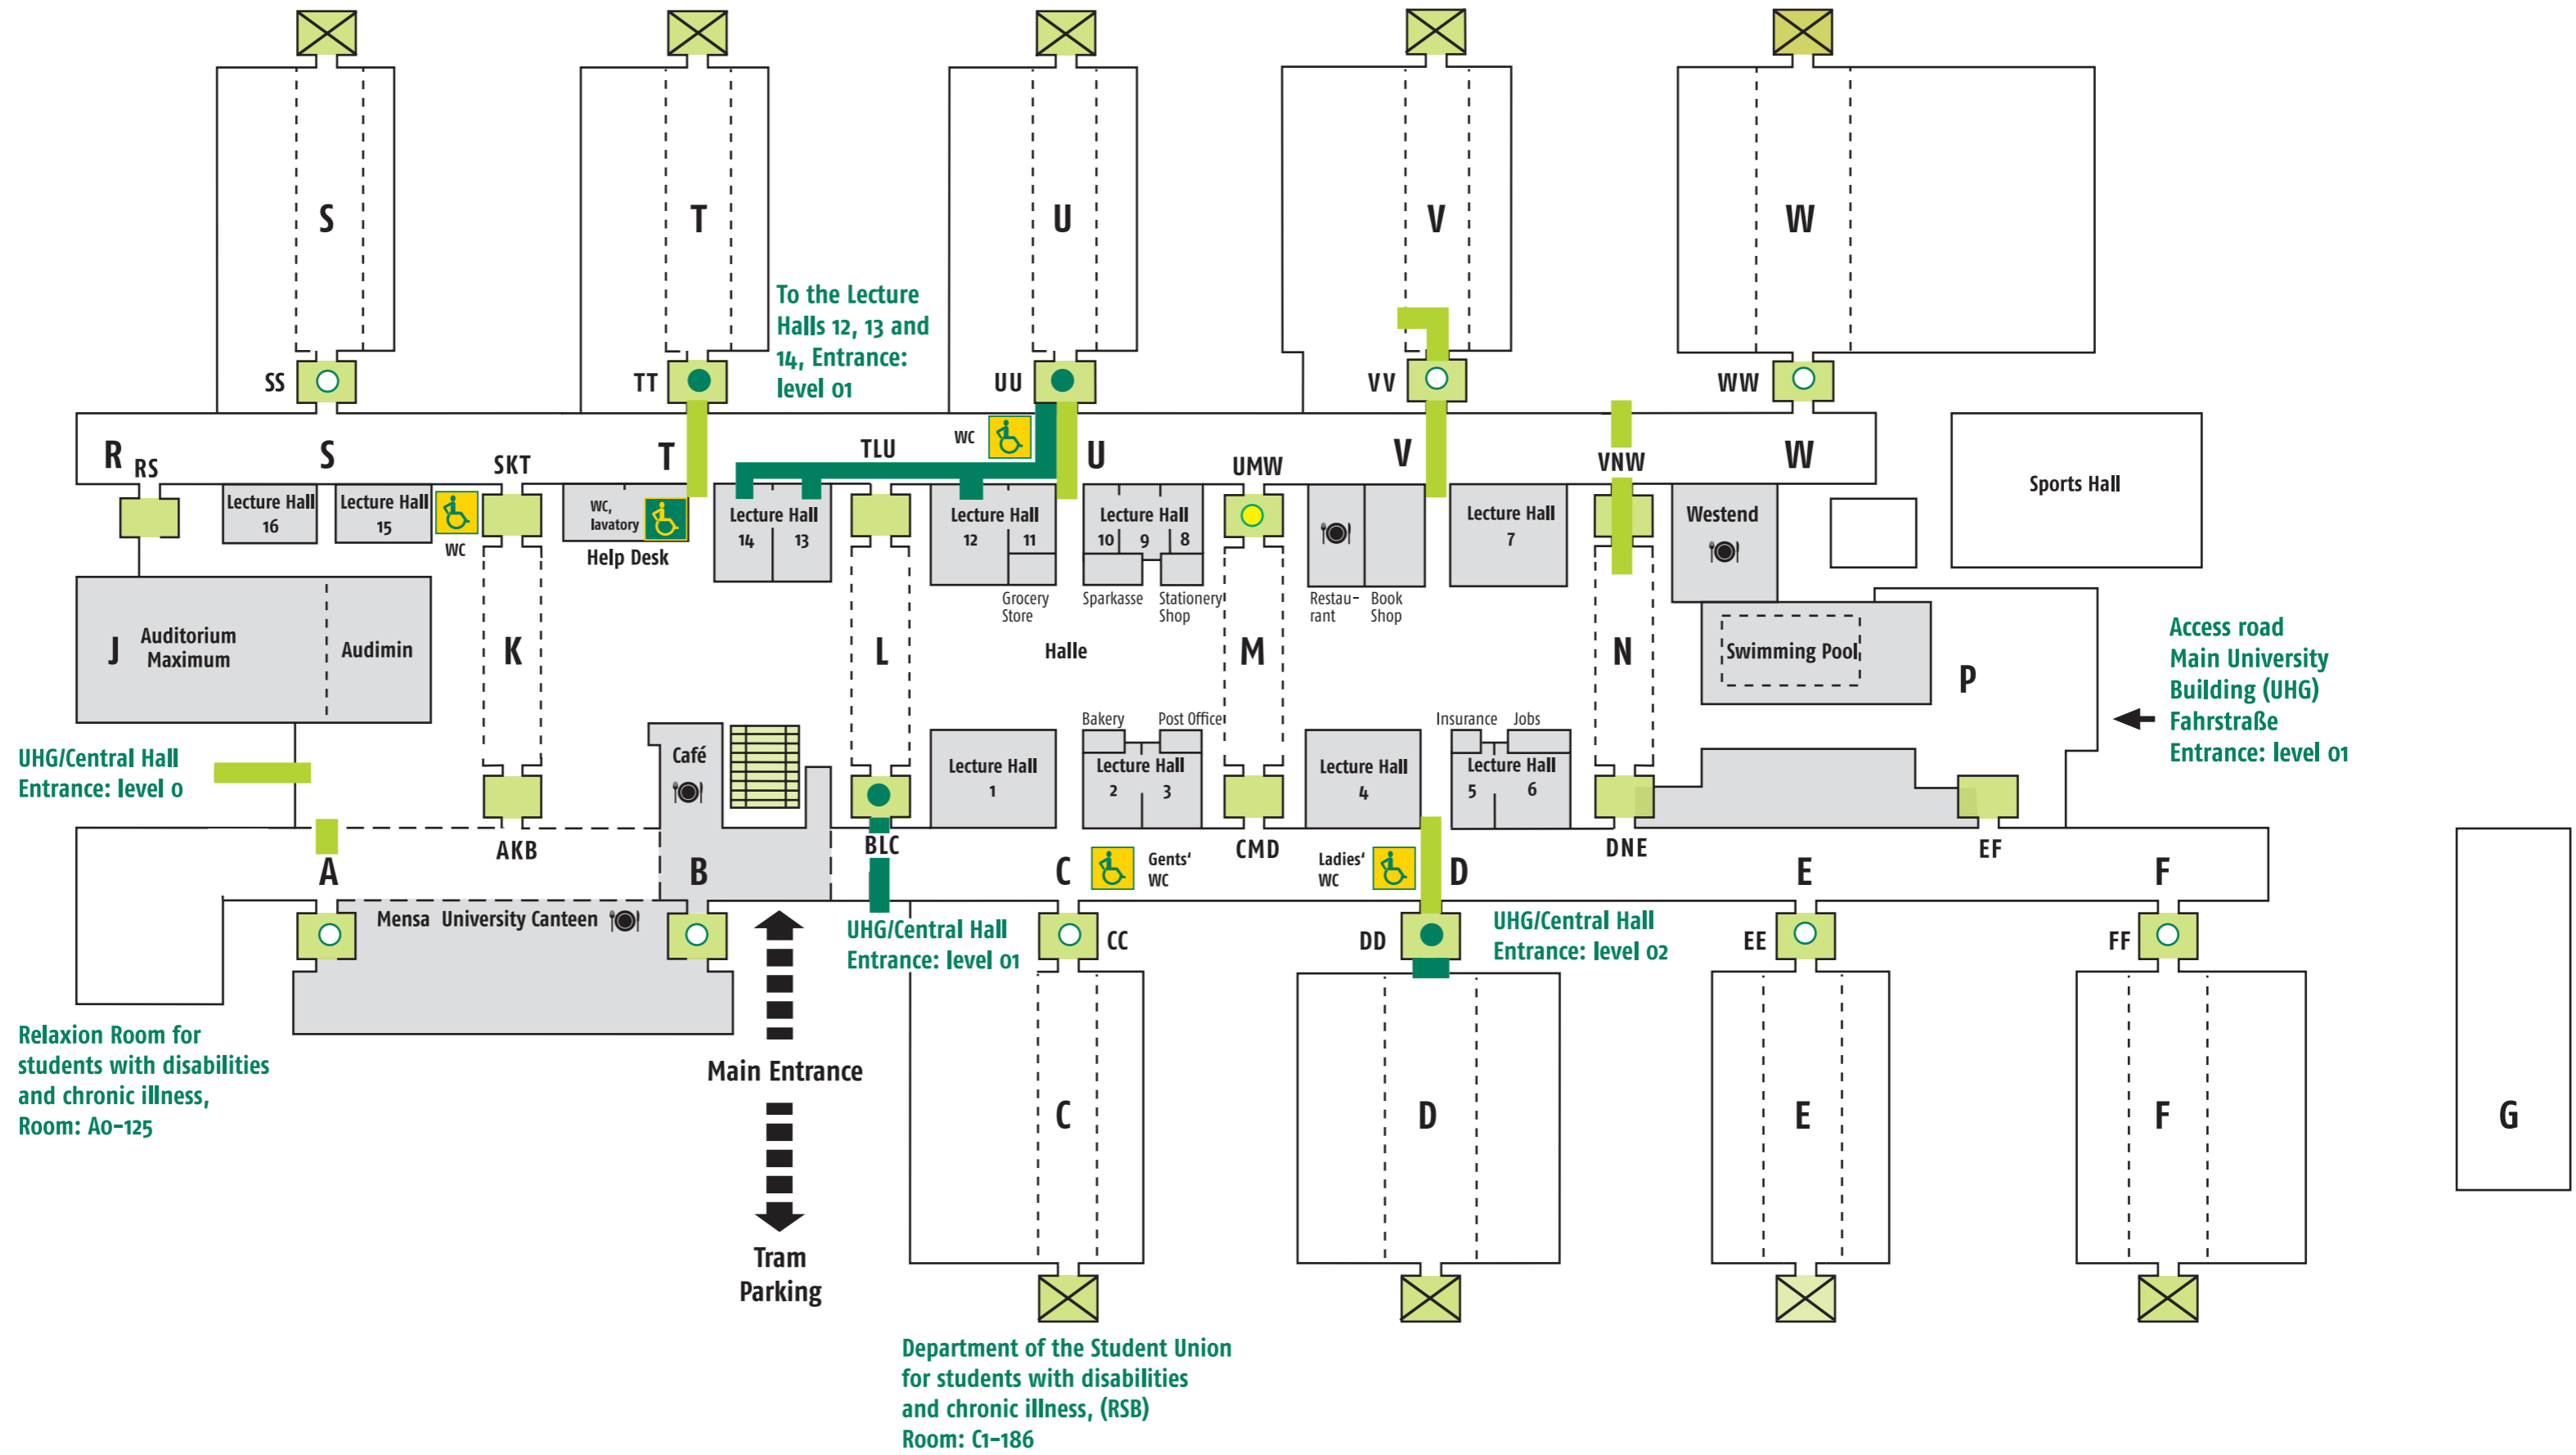 S
T
U
V
W
To the Lecture
Halls 12, 13 and
14, Entrance:
level 01
SS
TT
UU
VV
WW
R
RS
S
SKT
T
TLU
WC
U
UMW
V
VNW
W
Lecture Hall
16
Lecture Hall
15
WC
WC,
lavatory
Help Desk
Lecture Hall
14
13
Lecture Hall
12
11
Grocery
Store
Lecture Hall
10
9
8
Sparkasse
Stationery
Shop
Restau-
rant
Book
Shop
Lecture Hall
7
Westend
Sports Hall
J
Auditorium
Maximum
Audimin
K
L
Halle
M
N
Swimming Pool
P
Access road
Main University
Building (UHG)
Fahrstraße
Entrance: level 01
UHG/Central Hall
Entrance: level 0
Café
Lecture Hall
1
Bakery
Post Office
Lecture Hall
2
3
Lecture Hall
4
Insurance
Jobs
Lecture Hall
5
6
A
AKB
B
BLC
C
Gents‘
WC
CMD
Ladies‘
WC
D
DNE
E
EF
F
Mensa University Canteen
UHG/Central Hall
Entrance: level 01
CC
DD
UHG/Central Hall
Entrance: level 02
EE
FF
Relaxion Room for
students with disabilities
and chronic illness,
Room: A0-125
Main Entrance
Tram
Parking
C
D
E
F
G
Department of the Student Union
for students with disabilities
and chronic illness, (RSB)
Room: C1-186